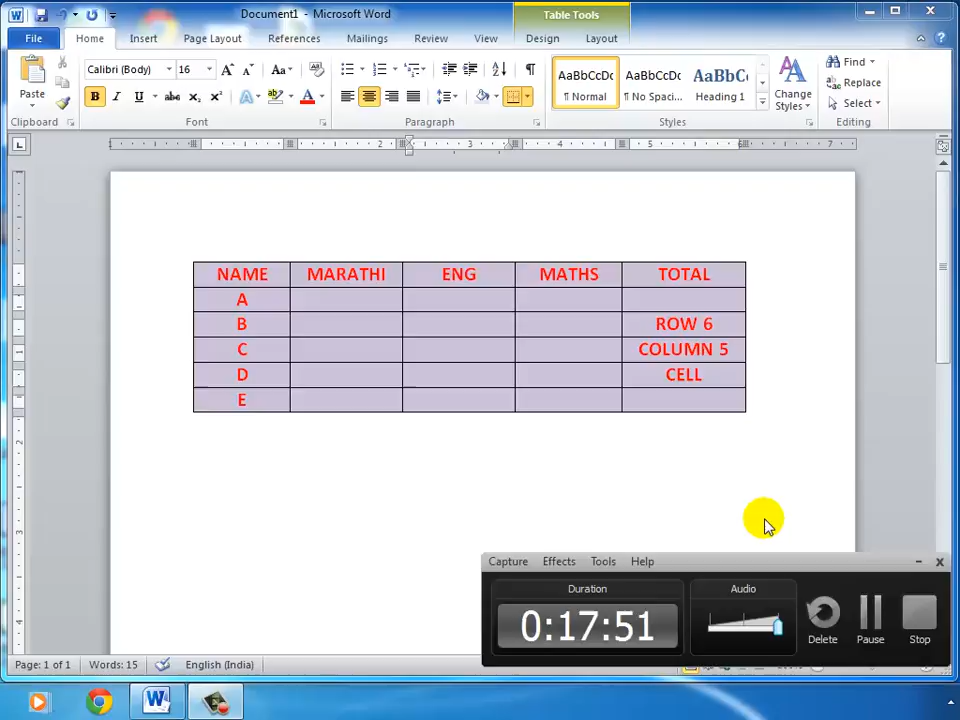 Document1 - Microsoft Word
Table Tools
File Home Insert Page Layout References Mailings Review View Design Layout
Calibri (Body) 16
Paste
Clipboard
Font
Paragraph
AaBbCcDc AaBbCcDc AaBbCc
¶ Normal ¶ No Spaci... Heading 1
Styles
Change Styles
Find
Replace
Select
Editing
NAME MARATHI ENG MATHS TOTAL
A
B ROW 6
C COLUMN 5
D CELL
E
Capture Effects Tools Help
Duration
0:17:51
Audio
Delete
Pause
Stop
Page: 1 of 1 Words: 15 English (India)